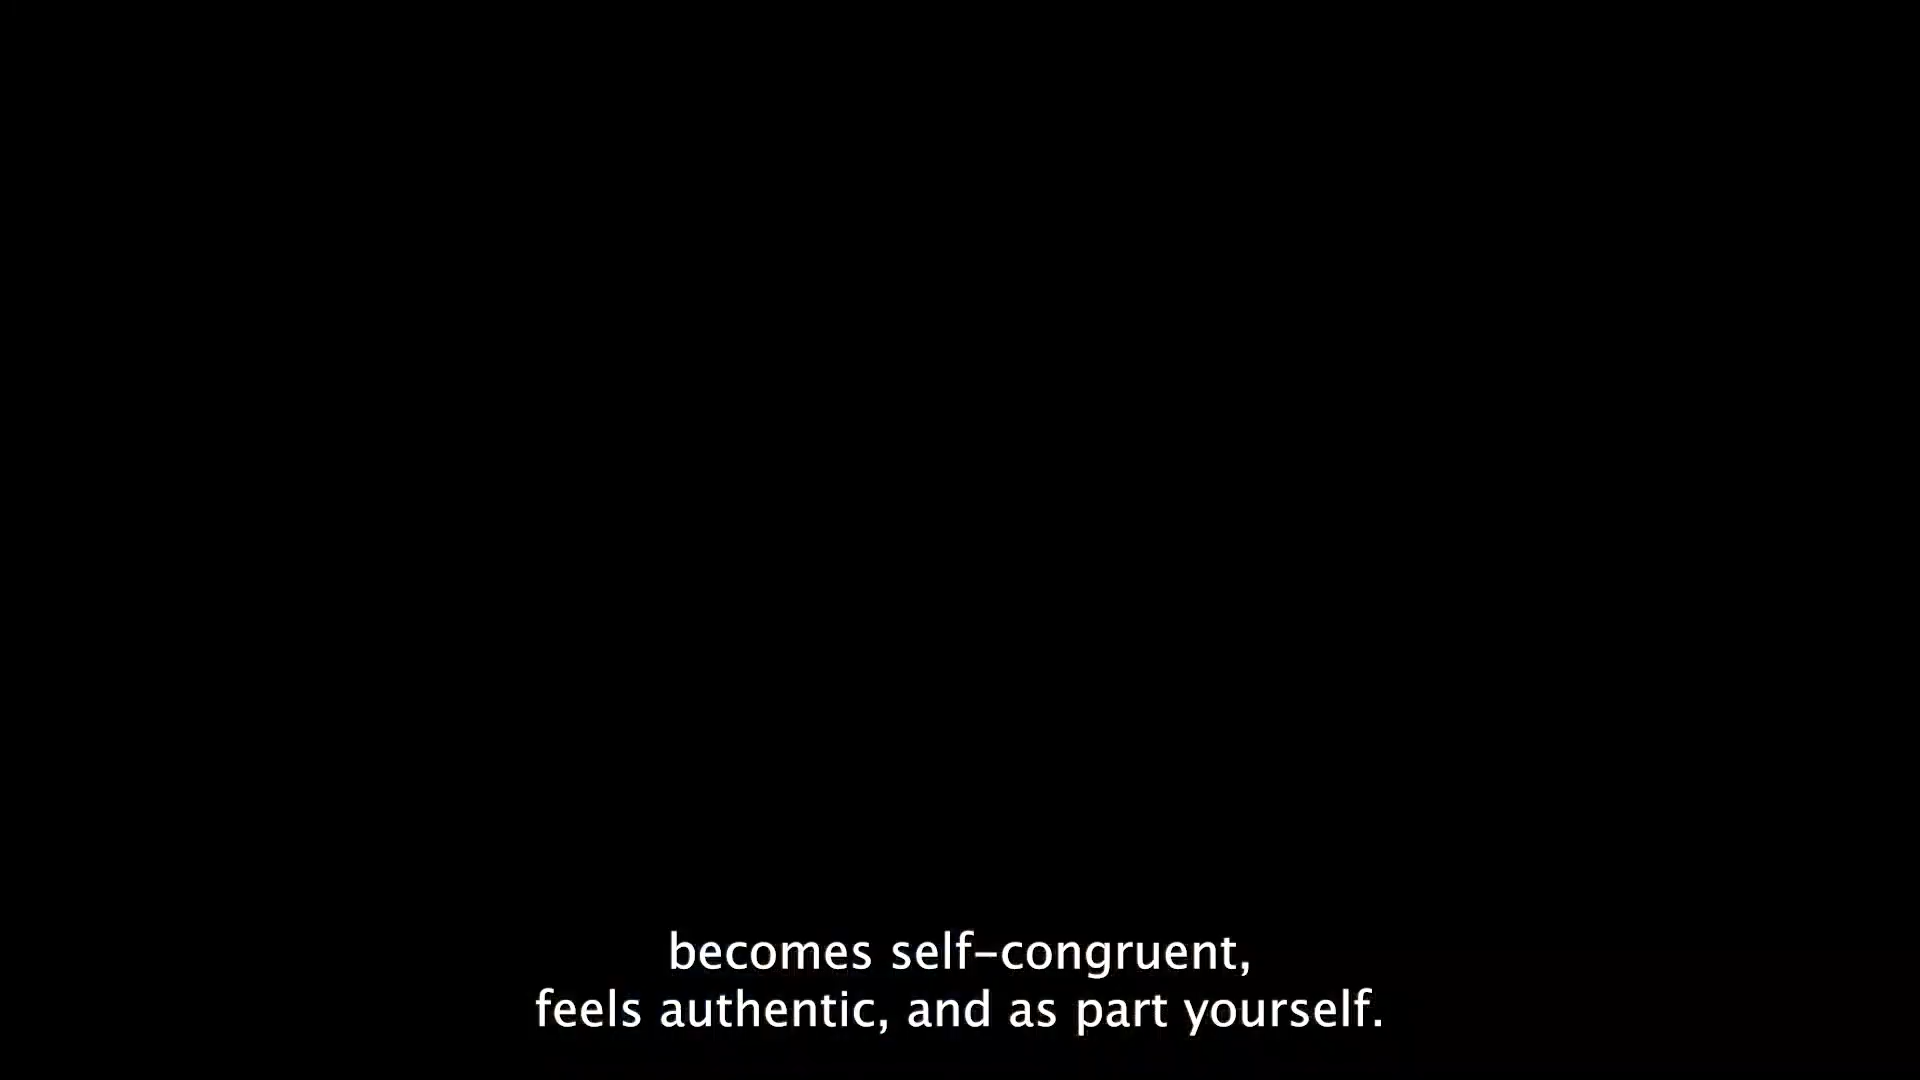 becomes self-congruent,
feels authentic, and as part yourself.